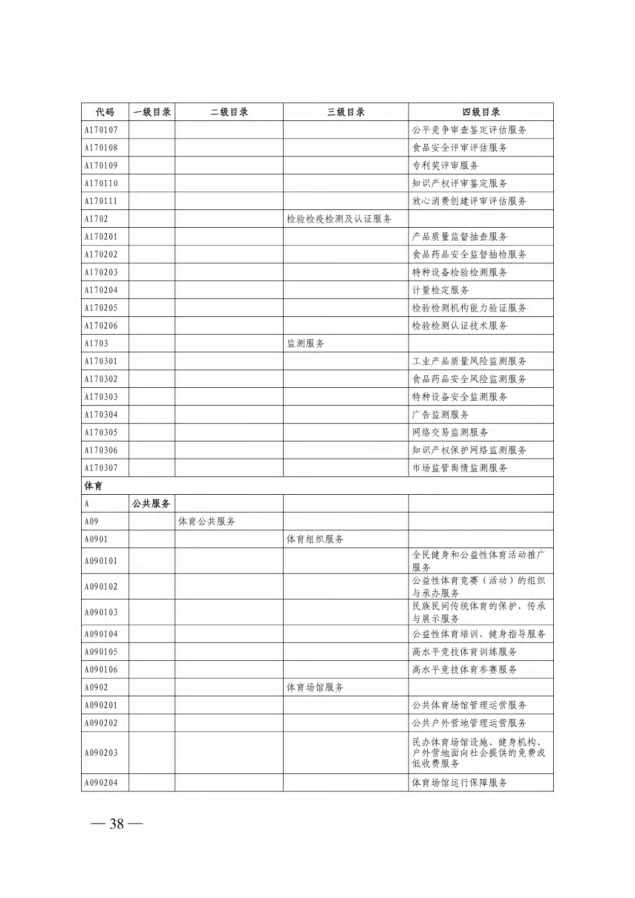 代码 一级目录 二级目录 三级目录 四级目录
A170107 公平竞争审查鉴定评估服务
A170108 食品安全评审评估服务
A170109 专利奖评审服务
A170110 知识产权评审鉴定服务
A170111 放心消费创建评审评估服务
A1702 检验检疫检测及认证服务
A170201 产品质量监督抽查服务
A170202 食品药品安全监督抽检服务
A170203 特种设备检验检测服务
A170204 计量检定服务
A170205 检验检测机构能力验证服务
A170206 检验检测认证技术服务
A1703 监测服务
A170301 工业产品质量风险监测服务
A170302 食品药品安全风险监测服务
A170303 特种设备安全监测服务
A170304 广告监测服务
A170305 网络交易监测服务
A170306 知识产权保护网络监测服务
A170307 市场监管舆情监测服务
体育
A 公共服务
A09 体育公共服务
A0901 体育组织服务
A090101 全民健身和公益性体育活动推广
服务
A090102 公益性体育竞赛（活动）的组织
与承办服务
A090103 民族民间传统体育的保护、传承
与展示服务
A090104 公益性体育培训、健身指导服务
A090105 高水平竞技体育训练服务
A090106 高水平竞技体育参赛服务
A0902 体育场馆服务
A090201 公共体育场馆管理运营服务
A090202 公共户外营地管理运营服务
A090203 民办体育场馆设施、健身机构、
户外营地面向社会提供的免费或
低收费服务
A090204 体育场馆运行保障服务
— 38 —